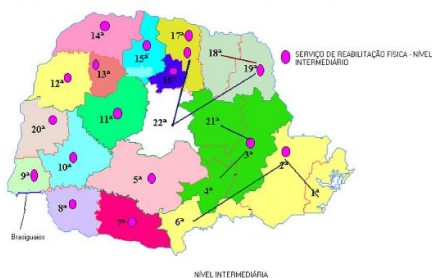 14ª
15ª
17ª
18ª
SERVIÇO DE REABILITAÇÃO FÍSICA - NÍVEL
INTERMEDIÁRIO
13ª
12ª
16ª
19ª
11ª
22ª
20ª
21ª
10ª
3ª
2ª
9ª
5ª
4ª
1ª
8ª
7ª
6ª
Brasiguaios
NÍVEL INTERMEDIÁRIA